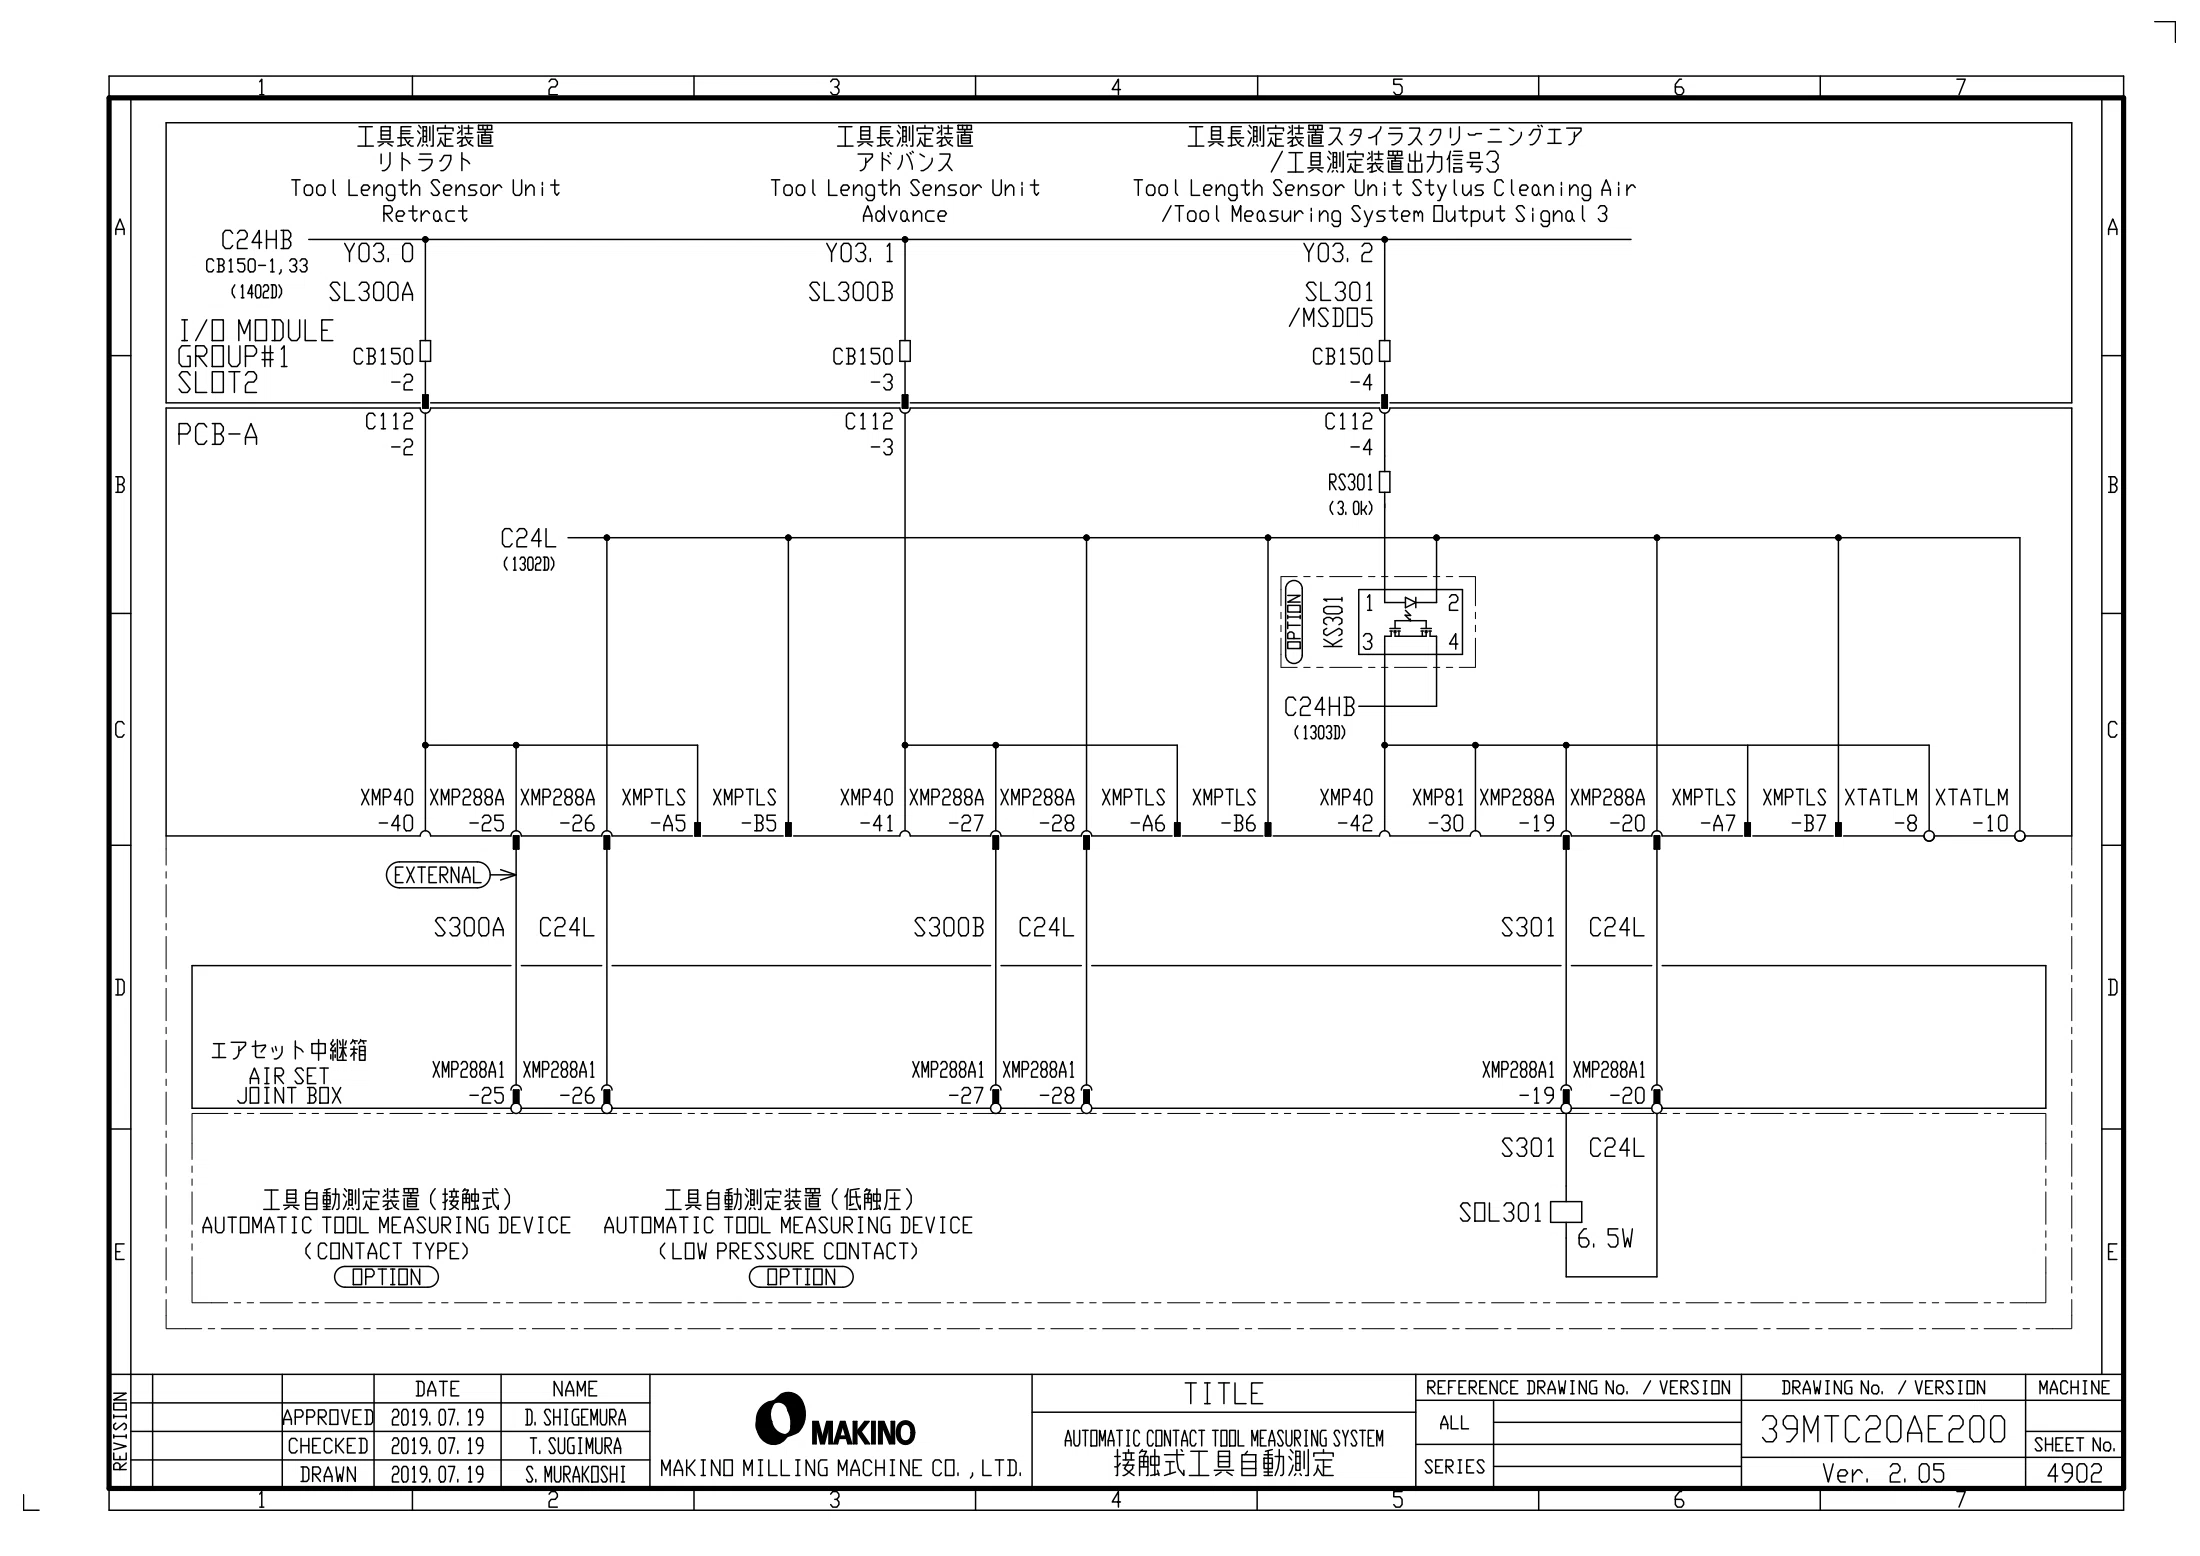 1 2 3 4 5 6 7
工具長測定装置
リトラクト
Tool Length Sensor Unit
Retract
工具長測定装置
アドバンス
Tool Length Sensor Unit
Advance
工具長測定装置スタイラスクリーニングエア
/工具測定装置出力信号3
Tool Length Sensor Unit Stylus Cleaning Air
/Tool Measuring System Output Signal 3
A A
C24HB
CB150-1,33
(1402D)
Y03.0
SL300A
Y03.1
SL300B
Y03.2
SL301
/MSD05
I/O MODULE
GROUP#1
SLOT2
CB150
-2
CB150
-3
CB150
-4
PCB-A
C112
-2
C112
-3
C112
-4
B B
RS301
(3.0k)
C24L
(1302D)
OPTION
KS301
1 2
3 4
C24HB
(1303D)
C C
XMP40 XMP288A XMP288A XMPTLS XMPTLS XMP40 XMP288A XMP288A XMPTLS XMPTLS XMP40 XMP81 XMP288A XMP288A XMPTLS XMPTLS XTATLM XTATLM
-40 -25 -26 -A5 -B5 -41 -27 -28 -A6 -B6 -42 -30 -19 -20 -A7 -B7 -8 -10
EXTERNAL
S300A C24L S300B C24L S301 C24L
D D
エアセット中継箱
AIR SET
JOINT BOX
XMP288A1 XMP288A1 XMP288A1 XMP288A1 XMP288A1 XMP288A1
-25 -26 -27 -28 -19 -20
S301 C24L
工具自動測定装置(接触式)
AUTOMATIC TOOL MEASURING DEVICE
(CONTACT TYPE)
OPTION
工具自動測定装置(低触圧)
AUTOMATIC TOOL MEASURING DEVICE
(LOW PRESSURE CONTACT)
OPTION
SOL301
6.5W
E E
REVISION
DATE NAME
APPROVED 2019.07.19 D. SHIGEMURA
CHECKED 2019.07.19 T. SUGIMURA
DRAWN 2019.07.19 S. MURAKOSHI
MAKINO
MAKINO MILLING MACHINE CO.,LTD.
TITLE
AUTOMATIC CONTACT TOOL MEASURING SYSTEM
接触式工具自動測定
REFERENCE DRAWING No. / VERSION
ALL
SERIES
DRAWING No. / VERSION
39MTC20AE200
Ver. 2.05
MACHINE
SHEET No.
4902
1 2 3 4 5 6 7